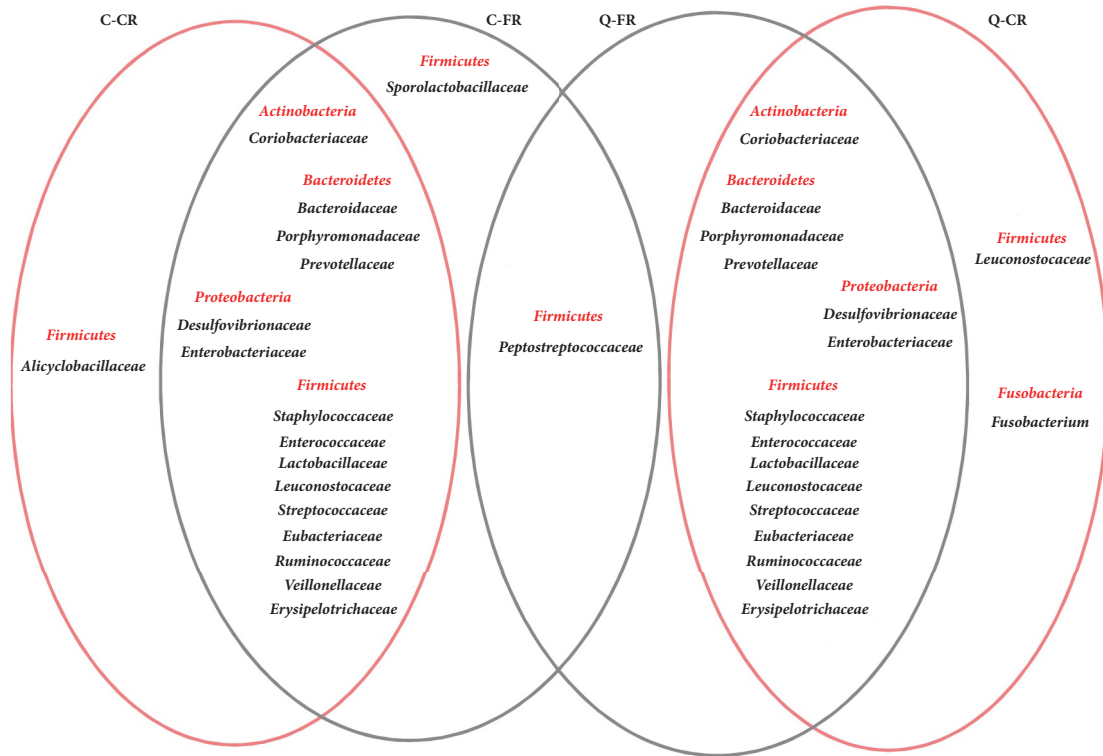 C-CR
C-FR
Q-FR
Q-CR
Firmicutes
Alicyclobacillaceae
Actinobacteria
Coriobacteriaceae
Bacteroidetes
Bacteroidaceae
Porphyromonadaceae
Prevotellaceae
Proteobacteria
Desulfovibrionaceae
Enterobacteriaceae
Firmicutes
Staphylococcaceae
Enterococcaceae
Lactobacillaceae
Leuconostocaceae
Streptococcaceae
Eubacteriaceae
Ruminococcaceae
Veillonellaceae
Erysipelotrichaceae
Firmicutes
Sporolactobacillaceae
Firmicutes
Peptostreptococcaceae
Actinobacteria
Coriobacteriaceae
Bacteroidetes
Bacteroidaceae
Porphyromonadaceae
Prevotellaceae
Proteobacteria
Desulfovibrionaceae
Enterobacteriaceae
Firmicutes
Staphylococcaceae
Enterococcaceae
Lactobacillaceae
Leuconostocaceae
Streptococcaceae
Eubacteriaceae
Ruminococcaceae
Veillonellaceae
Erysipelotrichaceae
Firmicutes
Leuconostocaceae
Fusobacteria
Fusobacterium